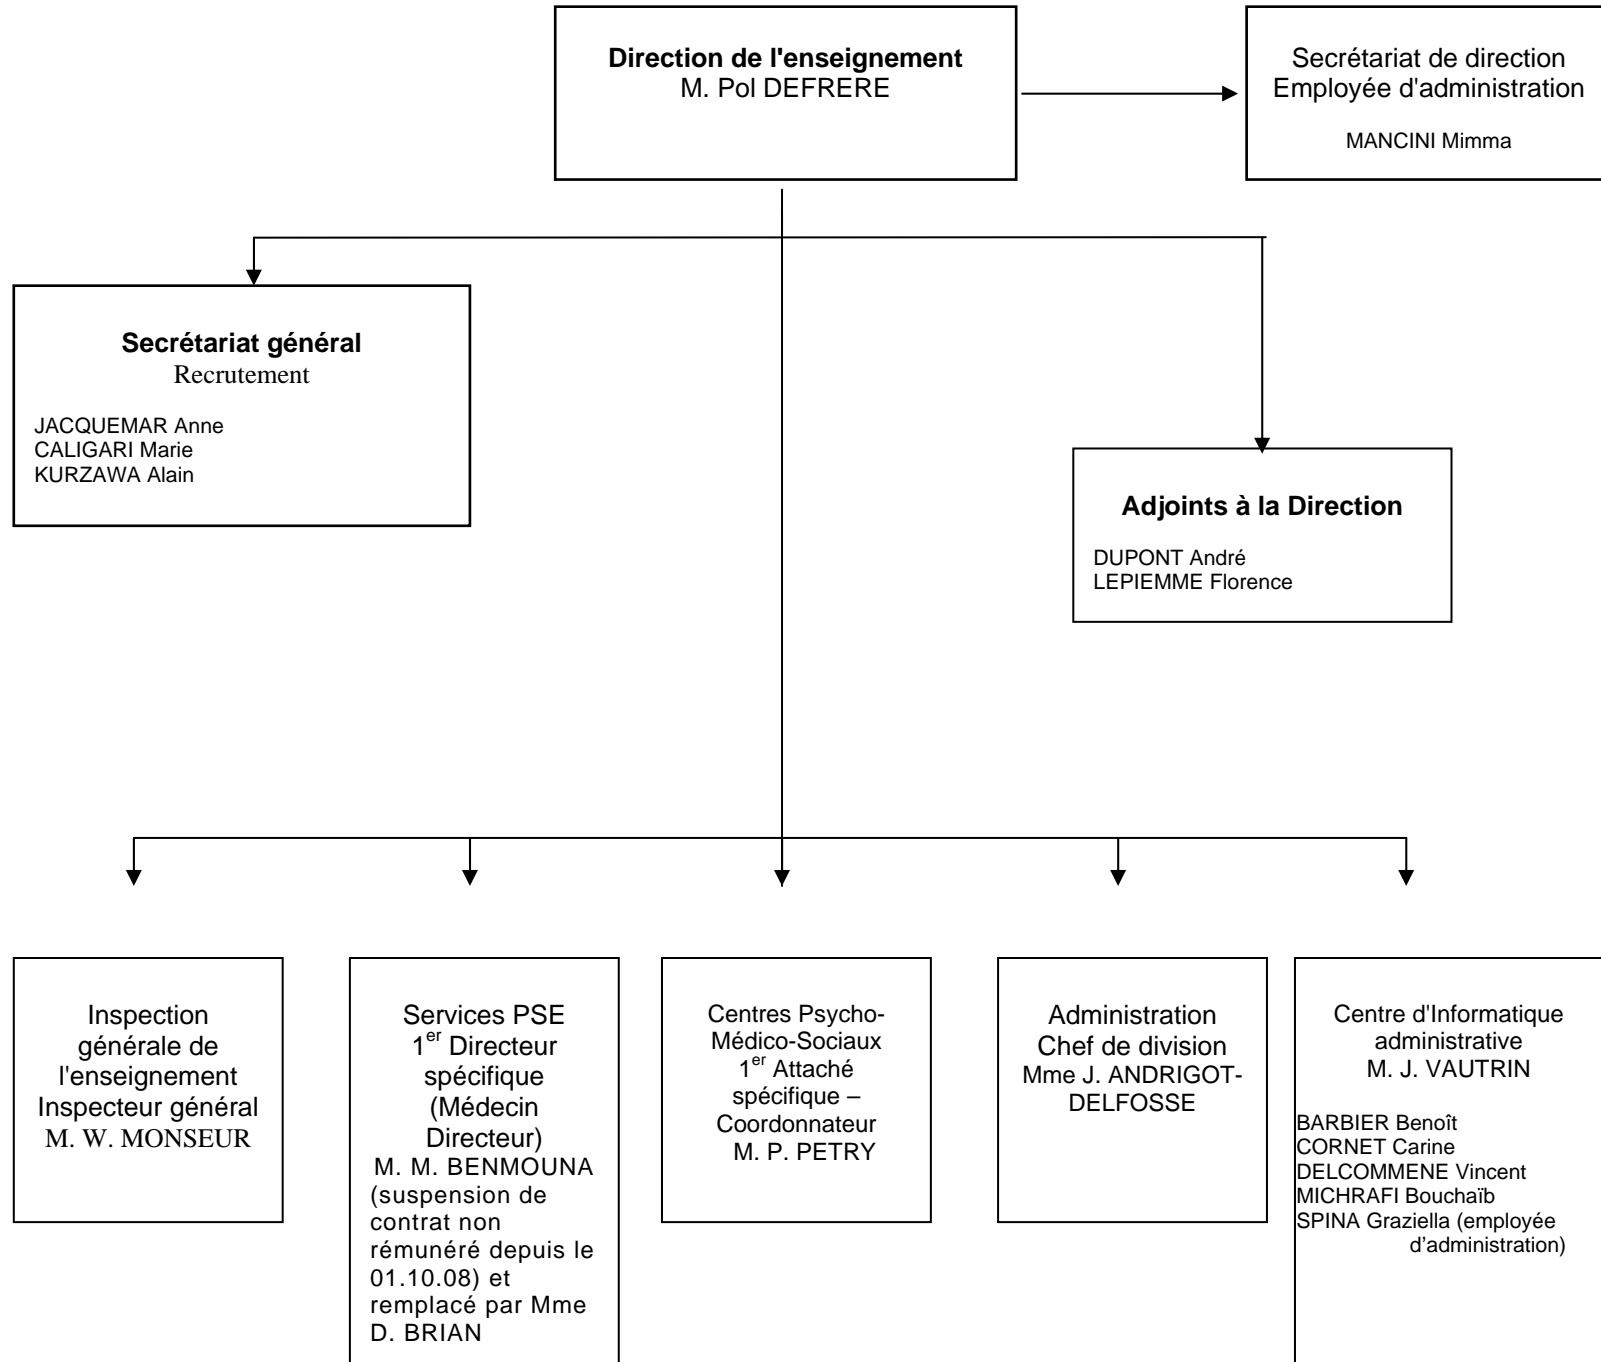 Direction de l'enseignement
M. Pol DEFRERE
Secrétariat de direction
Employée d'administration
MANCINI Mimma
Secrétariat général
Recrutement
JACQUEMAR Anne
CALIGARI Marie
KURZAWA Alain
Adjoints à la Direction
DUPONT André
LEPIEMME Florence
Inspection
générale de
l'enseignement
Inspecteur général
M. W. MONSEUR
Services PSE
1er Directeur
spécifique
(Médecin
Directeur)
M. M. BENMOUNA
(suspension de
contrat non
rémunéré depuis le
01.10.08) et
remplacé par Mme
D. BRIAN
Centres Psycho-
Médico-Sociaux
1er Attaché
spécifique –
Coordonnateur
M. P. PETRY
Administration
Chef de division
Mme J. ANDRIGOT-
DELFOSSE
Centre d'Informatique
administrative
M. J. VAUTRIN
BARBIER Benoît
CORNET Carine
DELCOMMENE Vincent
MICHRAFI Bouchaïb
SPINA Graziella (employée
d’administration)